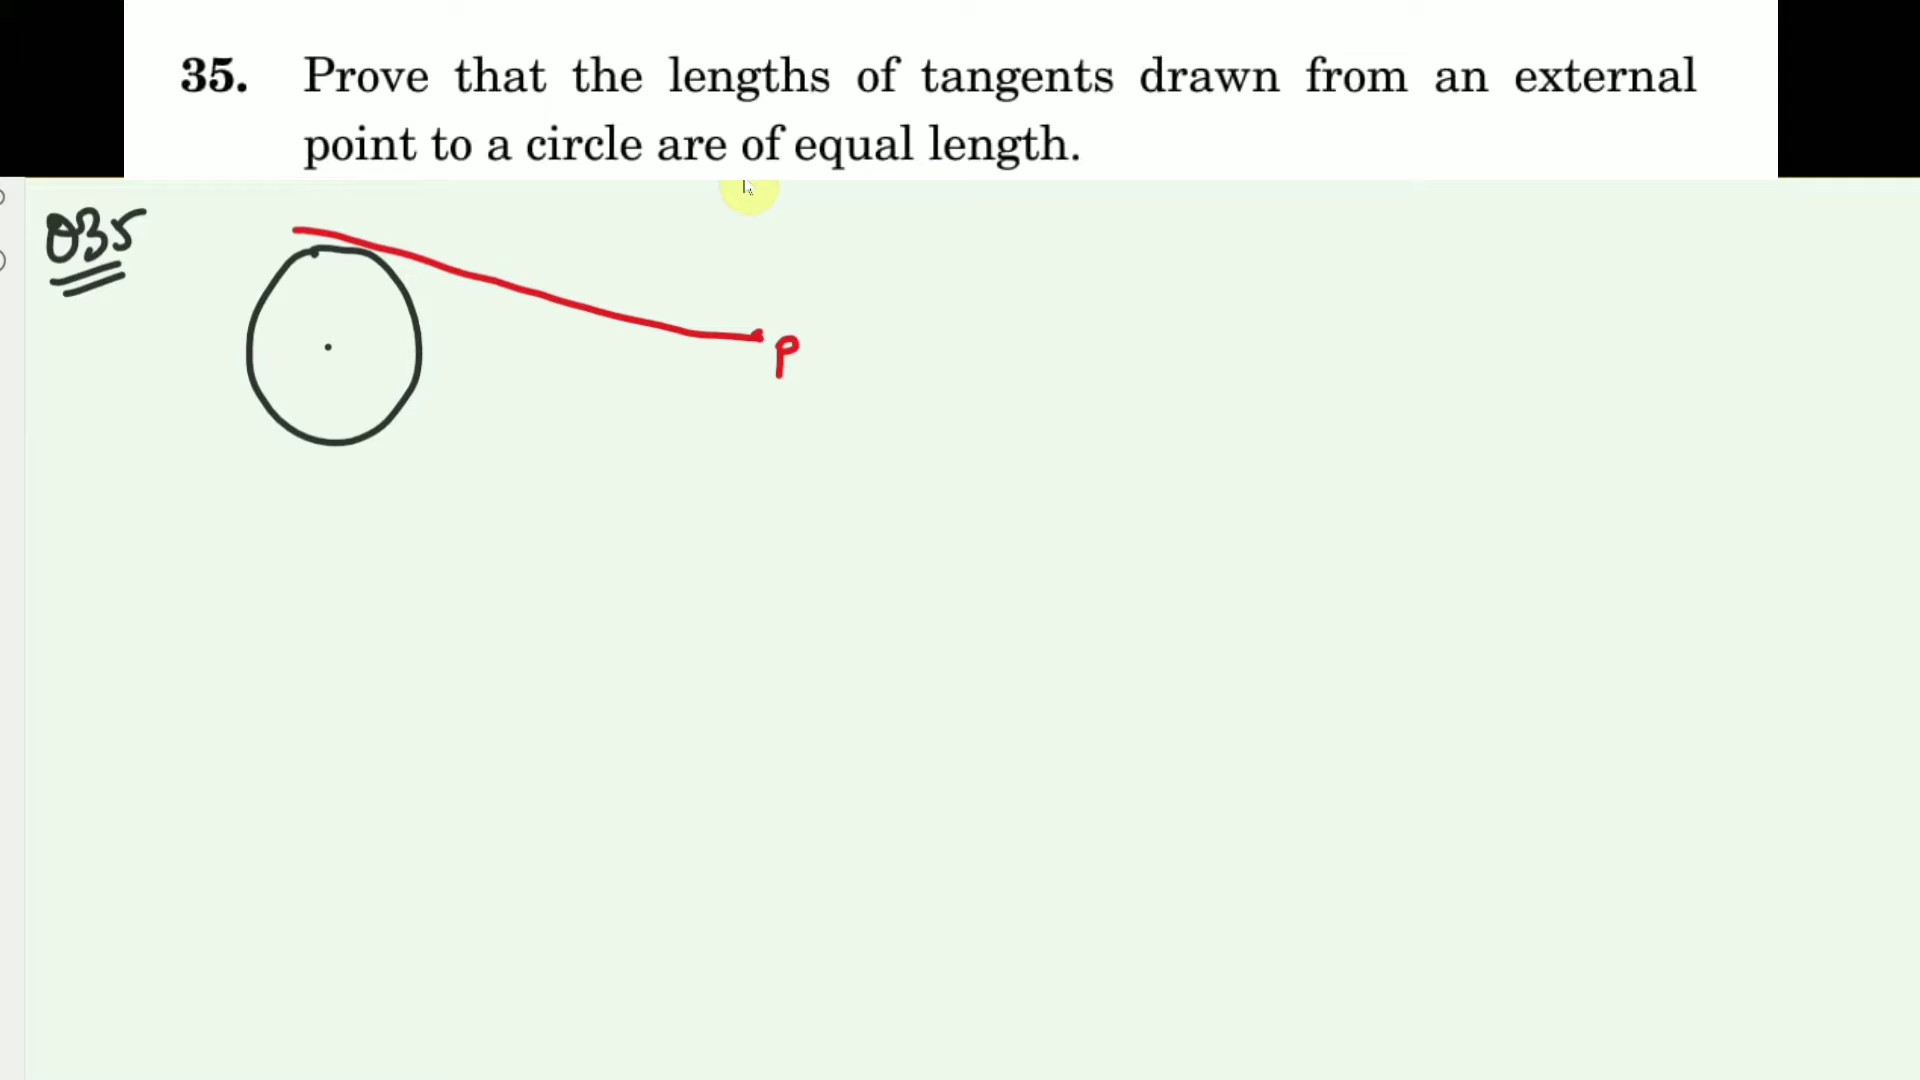 35. Prove that the lengths of tangents drawn from an external
point to a circle are of equal length.
Q35
P